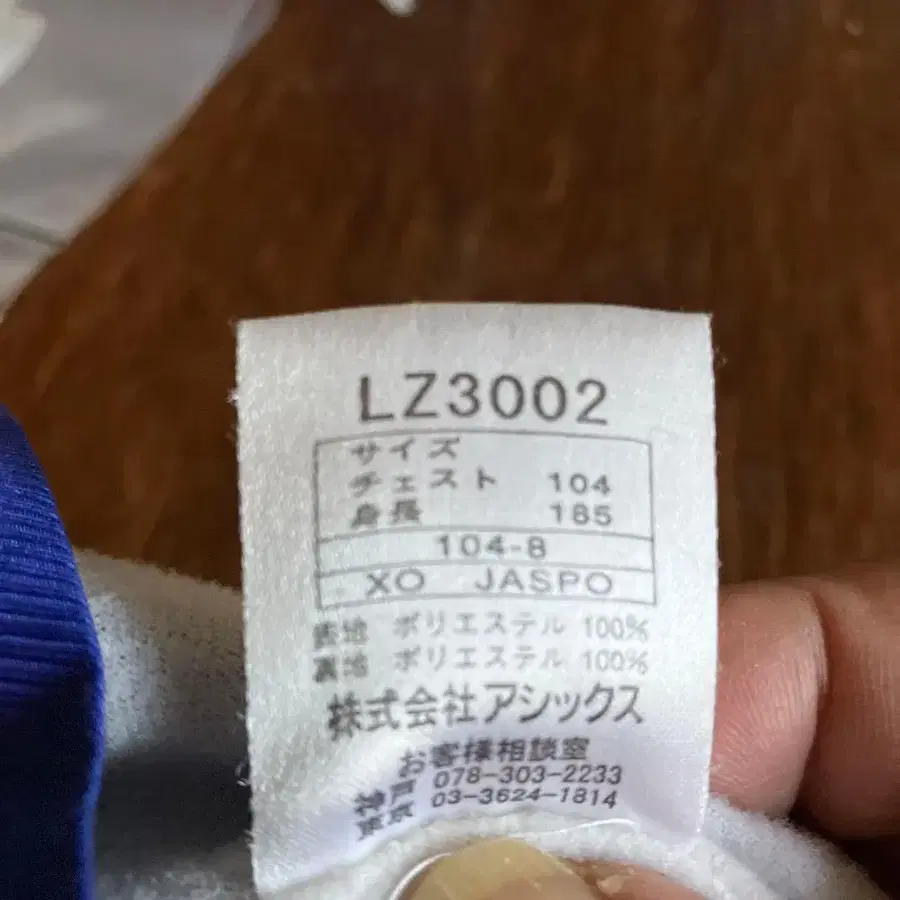 LZ3002
サイズ
チェスト 104
身長 185
104-8
XO JASPO
表地 ポリエステル 100%
裏地 ポリエステル 100%
株式会社アシックス
お客様相談室
神戸 078-303-2233
東京 03-3624-1814